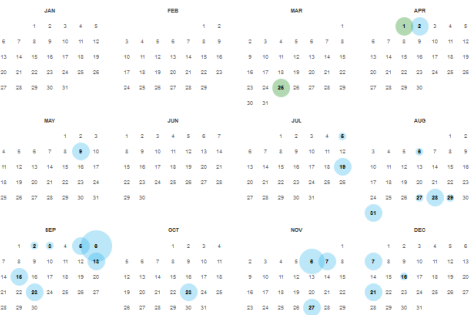 JAN FEB MAR APR
1 2 3 4 5 1 2 1 1 2 3 4 5
6 7 8 9 10 11 12 3 4 5 6 7 8 9 2 3 4 5 6 7 8 6 7 8 9 10 11 12
13 14 15 16 17 18 19 10 11 12 13 14 15 16 9 10 11 12 13 14 15 13 14 15 16 17 18 19
20 21 22 23 24 25 26 17 18 19 20 21 22 23 16 17 18 19 20 21 22 20 21 22 23 24 25 26
27 28 29 30 31 24 25 26 27 28 29 23 24 25 26 27 28 29 27 28 29 30
30 31
MAY JUN JUL AUG
1 2 3 1 2 3 4 5 6 7 1 2 3 4 5 1 2
4 5 6 7 8 9 10 8 9 10 11 12 13 14 6 7 8 9 10 11 12 3 4 5 6 7 8 9
11 12 13 14 15 16 17 15 16 17 18 19 20 21 13 14 15 16 17 18 19 10 11 12 13 14 15 16
18 19 20 21 22 23 24 22 23 24 25 26 27 28 20 21 22 23 24 25 26 17 18 19 20 21 22 23
25 26 27 28 29 30 31 29 30 27 28 29 30 31 24 25 26 27 28 29 30
31
SEP OCT NOV DEC
1 2 3 4 5 6 1 2 3 4 1 1 2 3 4 5 6
7 8 9 10 11 12 13 5 6 7 8 9 10 11 2 3 4 5 6 7 8 7 8 9 10 11 12 13
14 15 16 17 18 19 20 12 13 14 15 16 17 18 9 10 11 12 13 14 15 14 15 16 17 18 19 20
21 22 23 24 25 26 27 19 20 21 22 23 24 25 16 17 18 19 20 21 22 21 22 23 24 25 26 27
28 29 30 26 27 28 29 30 31 23 24 25 26 27 28 29 28 29 30 31